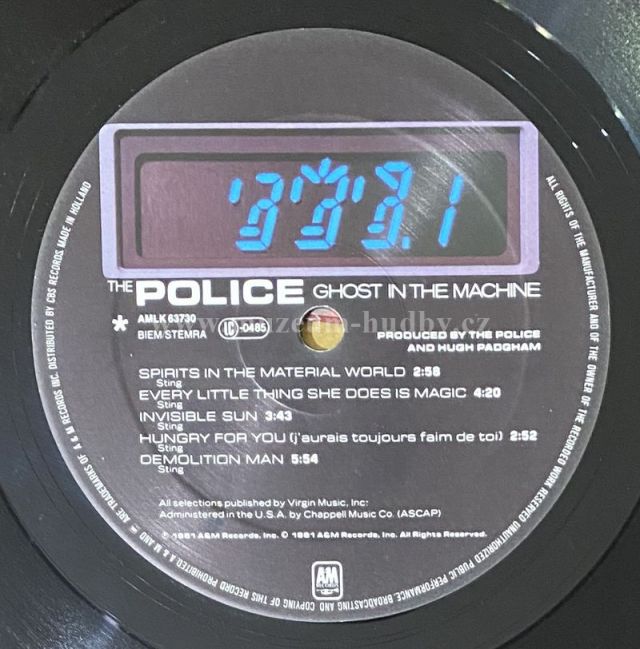 THE POLICE GHOST IN THE MACHINE
AMLK 63730
* BIEM/STEMRA
-0485
PRODUCED BY THE POLICE
AND HUGH PADGHAM
www.muzeum-hudby.cz
SPIRITS IN THE MATERIAL WORLD 2:58
Sting
EVERY LITTLE THING SHE DOES IS MAGIC 4:20
Sting
INVISIBLE SUN 3:43
Sting
HUNGRY FOR YOU (j'aurais toujours faim de toi) 2:52
Sting
DEMOLITION MAN 5:54
Sting
All selections published by Virgin Music, Inc:
Administered in the U.S.A. by Chappell Music Co. (ASCAP)
℗ 1981 A&M Records, Inc. © 1981 A&M Records, Inc. All Rights Reserved.
AM
RECORDS
ALL RIGHTS OF THE MANUFACTURER AND OF THE OWNER OF THE RECORDED WORK RESERVED UNAUTHORIZED PUBLIC PERFORMANCE, BROADCASTING AND COPYING OF THIS RECORD PROHIBITED A & M AND = ARE TRADEMARKS OF A & M RECORDS INC. DISTRIBUTED BY CBS RECORDS MADE IN HOLLAND